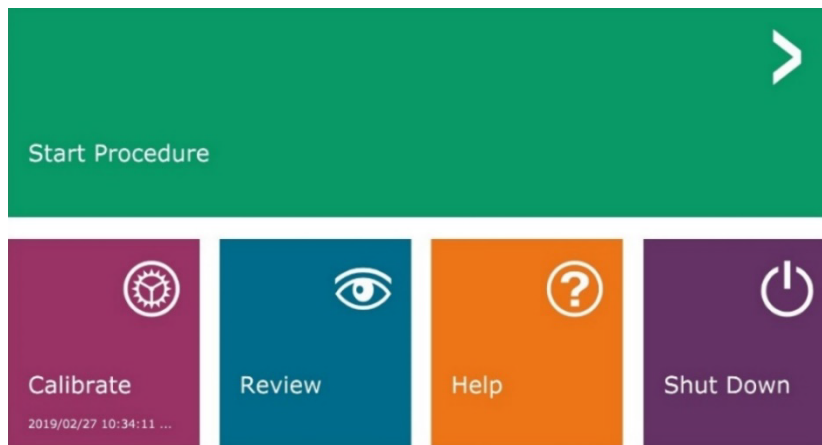 Start Procedure
Calibrate
Review
Help
Shut Down
2019/02/27 10:34:11 ...